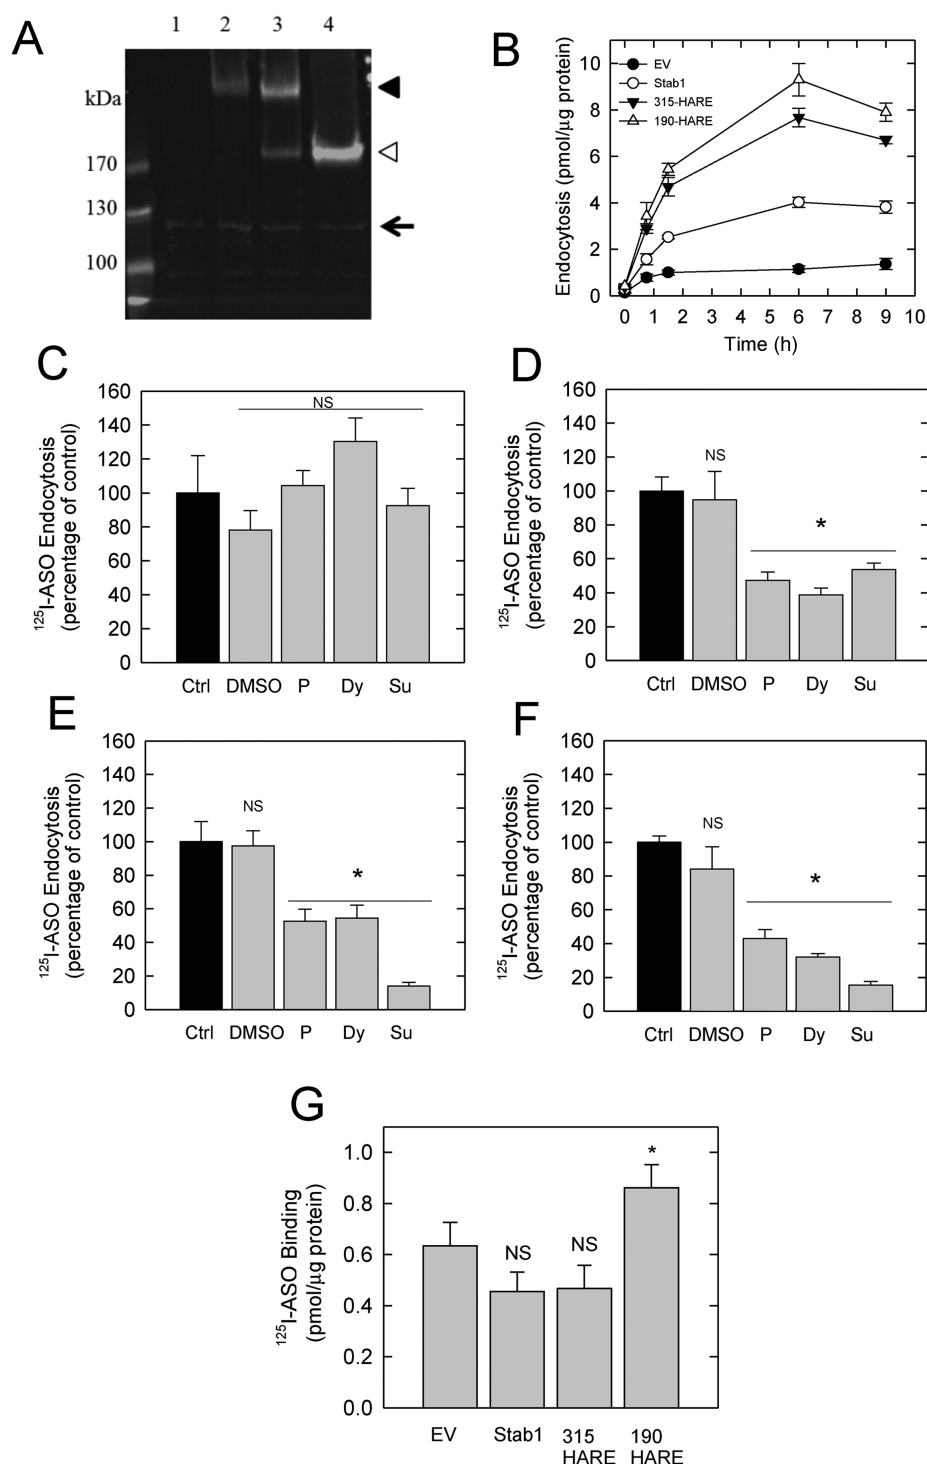 A
1 2 3 4
kDa
170
130
100
B
Endocytosis (pmol/µg protein)
10
8
6
4
2
0
EV
Stab1
315-HARE
190-HARE
0 1 2 3 4 5 6 7 8 9 10
Time (h)
C
125I-ASO Endocytosis
(percentage of control)
160
140
120
100
80
60
40
20
0
NS
Ctrl DMSO P Dy Su
D
125I-ASO Endocytosis
(percentage of control)
160
140
120
100
80
60
40
20
0
NS
*
Ctrl DMSO P Dy Su
E
125I-ASO Endocytosis
(percentage of control)
160
140
120
100
80
60
40
20
0
NS
*
Ctrl DMSO P Dy Su
F
125I-ASO Endocytosis
(percentage of control)
160
140
120
100
80
60
40
20
0
NS
*
Ctrl DMSO P Dy Su
G
125I-ASO Binding
(pmol/µg protein)
1.0
0.8
0.6
0.4
0.2
0.0
NS
NS
*
EV Stab1 315 190
HARE HARE